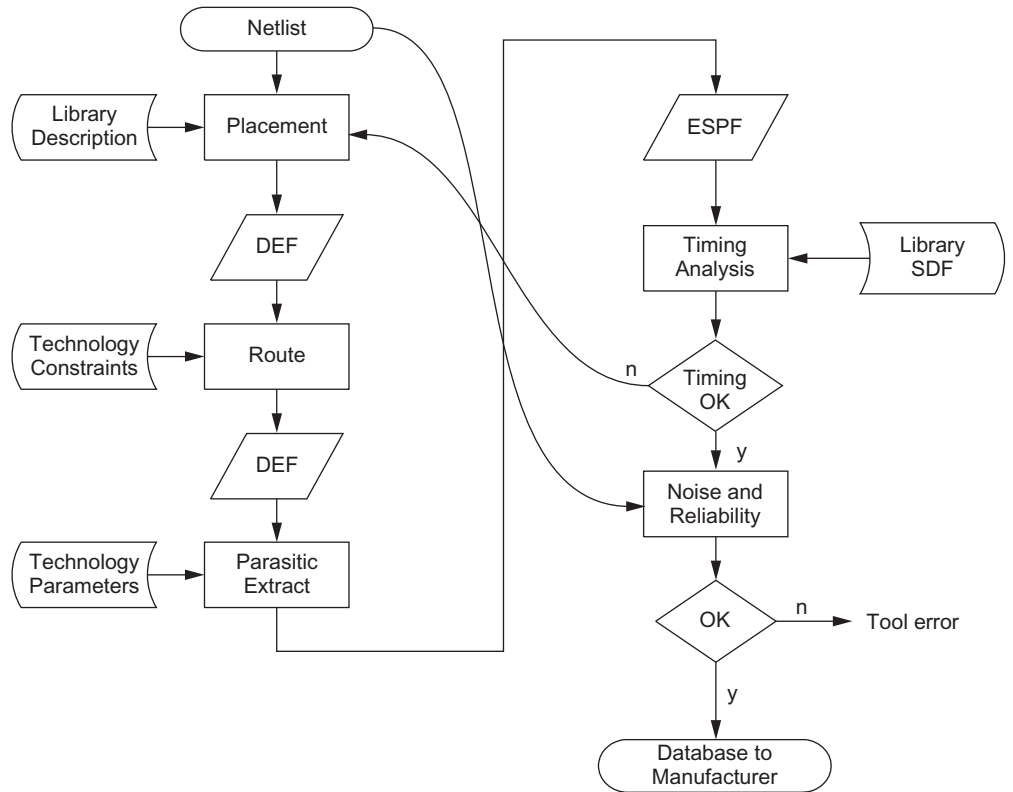 Netlist
Library
Description
Placement
DEF
Technology
Constraints
Route
DEF
Technology
Parameters
Parasitic
Extract
ESPF
Timing
Analysis
Library
SDF
n
Timing
OK
y
Noise and
Reliability
OK
n
Tool error
y
Database to
Manufacturer